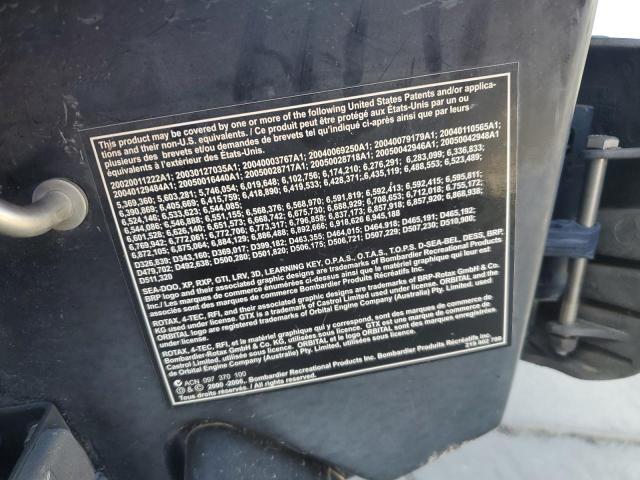 This product may be covered by one or more of the following United States Patents and/or applica-
tions and their non-U.S. equivalents. / Ce produit peut être protégé aux États-Unis par un ou
plusieurs des brevets et/ou demandes de brevets tel qu'indiqué ci-après ainsi que par leurs
équivalents à l'extérieur des États-Unis.
20020011222A1; 20030127035A1; 20040003767A1; 20040069250A1; 20040079179A1; 20040110565A1;
20040129484A1; 20050016440A1; 20050028717A1; 20050028718A1; 20050042946A1; 20050042948A1
5,369,360; 5,603,281; 5,746,054; 6,019,648; 6,102,756; 6,174,210; 6,276,291; 6,283,099; 6,336,833;
6,390,869; 6,405,669; 6,415,759; 6,418,890; 6,419,533; 6,428,371; 6,435,119; 6,488,553; 6,523,489;
6,524,148; 6,533,623; 6,544,085; 6,568,970; 6,591,819; 6,592,413; 6,592,415; 6,595,811;
6,544,086; 6,546,888; 6,551,155; 6,556,376; 6,675,730; 6,688,929; 6,708,653; 6,712,018; 6,755,172;
6,601,528; 6,626,140; 6,651,573; 6,668,742; 6,796,858; 6,837,173; 6,857,918; 6,857,920; 6,868,938;
6,769,942; 6,772,061; 6,772,708; 6,773,317; 6,892,666; 6,918,626 6,945,188
6,872,105; 6,875,064; 6,884,129; 6,886,488;
D326,839; D343,160; D369,017; D399,182; D463,355; D464,015; D464,918; D465,191; D465,192;
D479,702; D492,638; D500,280; D501,820; D506,175; D506,721; D507,229; D507,230; D510,902;
D511,320
SEA-DOO, XP, RXP, GTI, LRV, 3D, LEARNING KEY, O.P.A.S., O.T.A.S., T.O.P.S. D-SEA-BEL, DESS, BRP,
BRP logo and their associated graphic designs are trademarks of Bombardier Recreational Products
Inc./ Les marques de commerce énumérées ci-dessus ainsi que le matériel graphique qui leur est
associé sont des marques de commerce de Bombardier Produits Récréatifs Inc.
ROTAX, 4-TEC, RFI, and their associated graphic designs are trademarks of BRP-Rotax GmbH & Co.
KG used under license. GTX is a trademark of Castrol Limited used under license.
ORBITAL logo are registered trademarks of Orbital Engine Company (Australia) Pty. Limited.
ROTAX, 4-TEC, RFI, et le matériel graphique qui y correspond, sont des marques de commerce de
Bombardier-Rotax GmbH & Co. KG, utilisées sous licence. GTX est une marque de commerce de
Castrol Limited, utilisée sous licence. ORBITAL et le logo ORBITAL sont des marques de commerce
de Orbital Engine Company (Australia) Pty. Limited.
ACN 097 370 100
© & ® 2000-2006, Bombardier Recreational Products Inc. Bombardier Produits Récréatifs Inc.
Tous droits réservés./ All rights reserved.
219 902 799